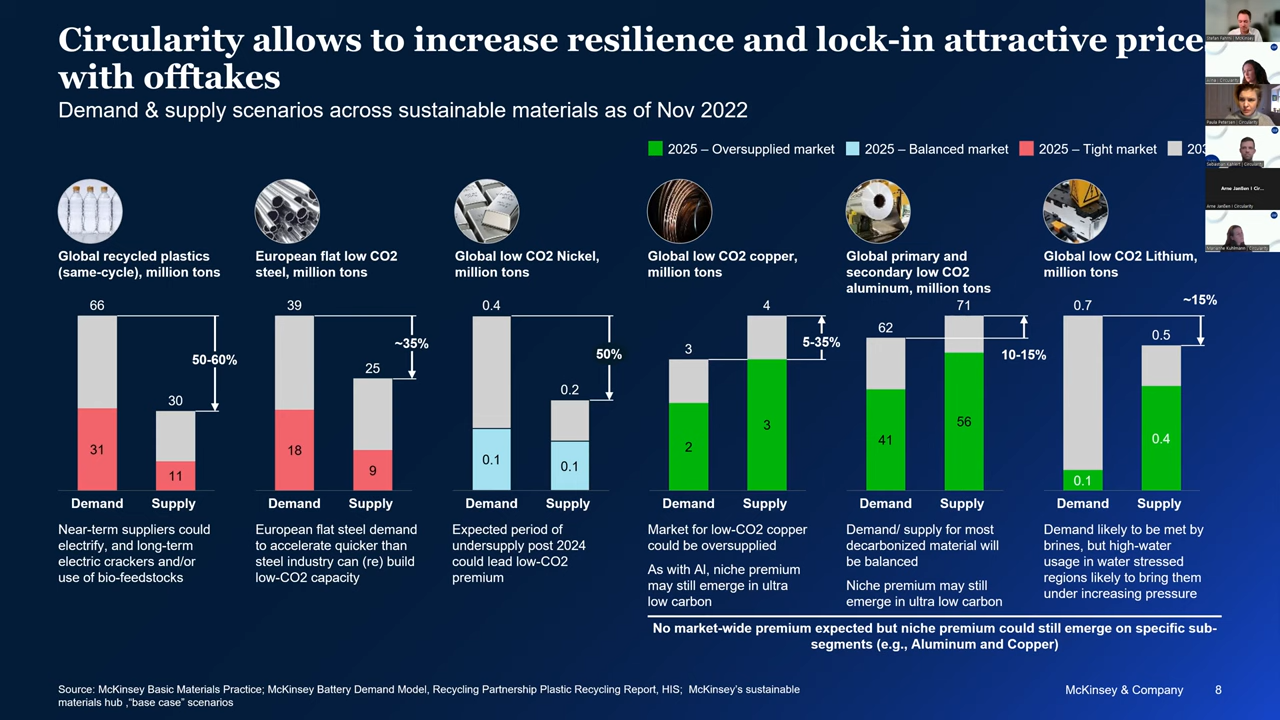 Circularity allows to increase resilience and lock-in attractive price
with offtakes
Demand & supply scenarios across sustainable materials as of Nov 2022
2025 – Oversupplied market
2025 – Balanced market
2025 – Tight market
Global recycled plastics
(same-cycle), million tons
66
50-60%
30
31
11
Demand
Supply
Near-term suppliers could
electrify, and long-term
electric crackers and/or
use of bio-feedstocks
European flat low CO2
steel, million tons
39
~35%
25
18
9
Demand
Supply
European flat steel demand
to accelerate quicker than
steel industry can (re) build
low-CO2 capacity
Global low CO2 Nickel,
million tons
0.4
50%
0.2
0.1
0.1
Demand
Supply
Expected period of
undersupply post 2024
could lead low-CO2
premium
Global low CO2 copper,
million tons
4
5-35%
3
2
3
Demand
Supply
Market for low-CO2 copper
could be oversupplied
As with Al, niche premium
may still emerge in ultra
low carbon
Global primary and
secondary low CO2
aluminum, million tons
71
62
10-15%
41
56
Demand
Supply
Demand/ supply for most
decarbonized material will
be balanced
Niche premium may still
emerge in ultra low carbon
Global low CO2 Lithium,
million tons
0.7
~15%
0.5
0.4
0.1
Demand
Supply
Demand likely to be met by
brines, but high-water
usage in water stressed
regions likely to bring them
under increasing pressure
No market-wide premium expected but niche premium could still emerge on specific sub-
segments (e.g., Aluminum and Copper)
Source: McKinsey Basic Materials Practice; McKinsey Battery Demand Model, Recycling Partnership Plastic Recycling Report, HIS; McKinsey's sustainable
materials hub ,"base case" scenarios
McKinsey & Company
8
Paula Petersen | Circularity
Arne Janßen I Cir...
Arne Janßen I Circularity